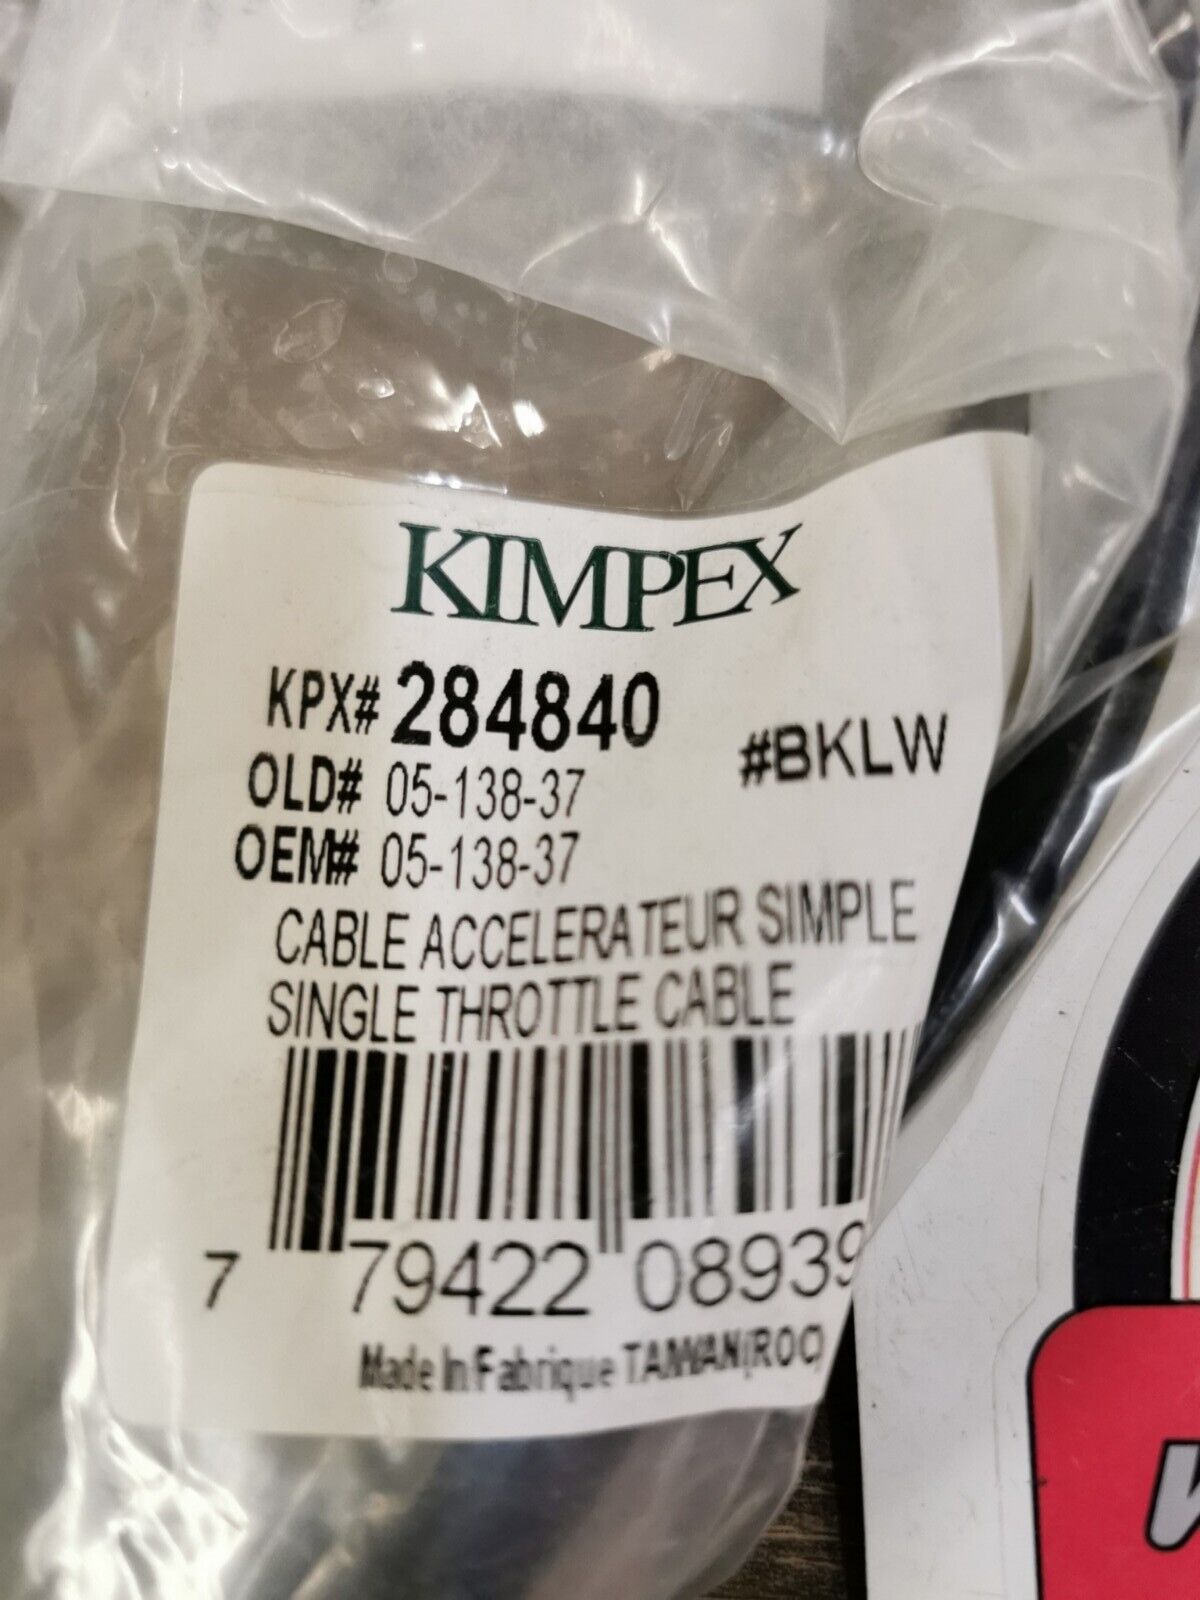 KIMPEX
KPX# 284840
#BKLW
OLD# 05-138-37
OEM# 05-138-37
CABLE ACCELERATEUR SIMPLE
SINGLE THROTTLE CABLE
7 79422 08939
Made In Fabrique TAIWAN(ROC)